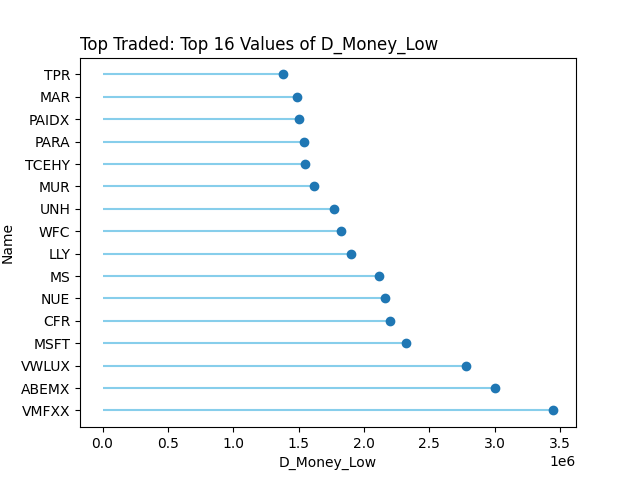 Top Traded: Top 16 Values of D_Money_Low
TPR
MAR
PAIDX
PARA
TCEHY
MUR
UNH
WFC
LLY
MS
NUE
CFR
MSFT
VWLUX
ABEMX
VMFXX
Name
0.0 0.5 1.0 1.5 2.0 2.5 3.0 3.5
1e6
D_Money_Low